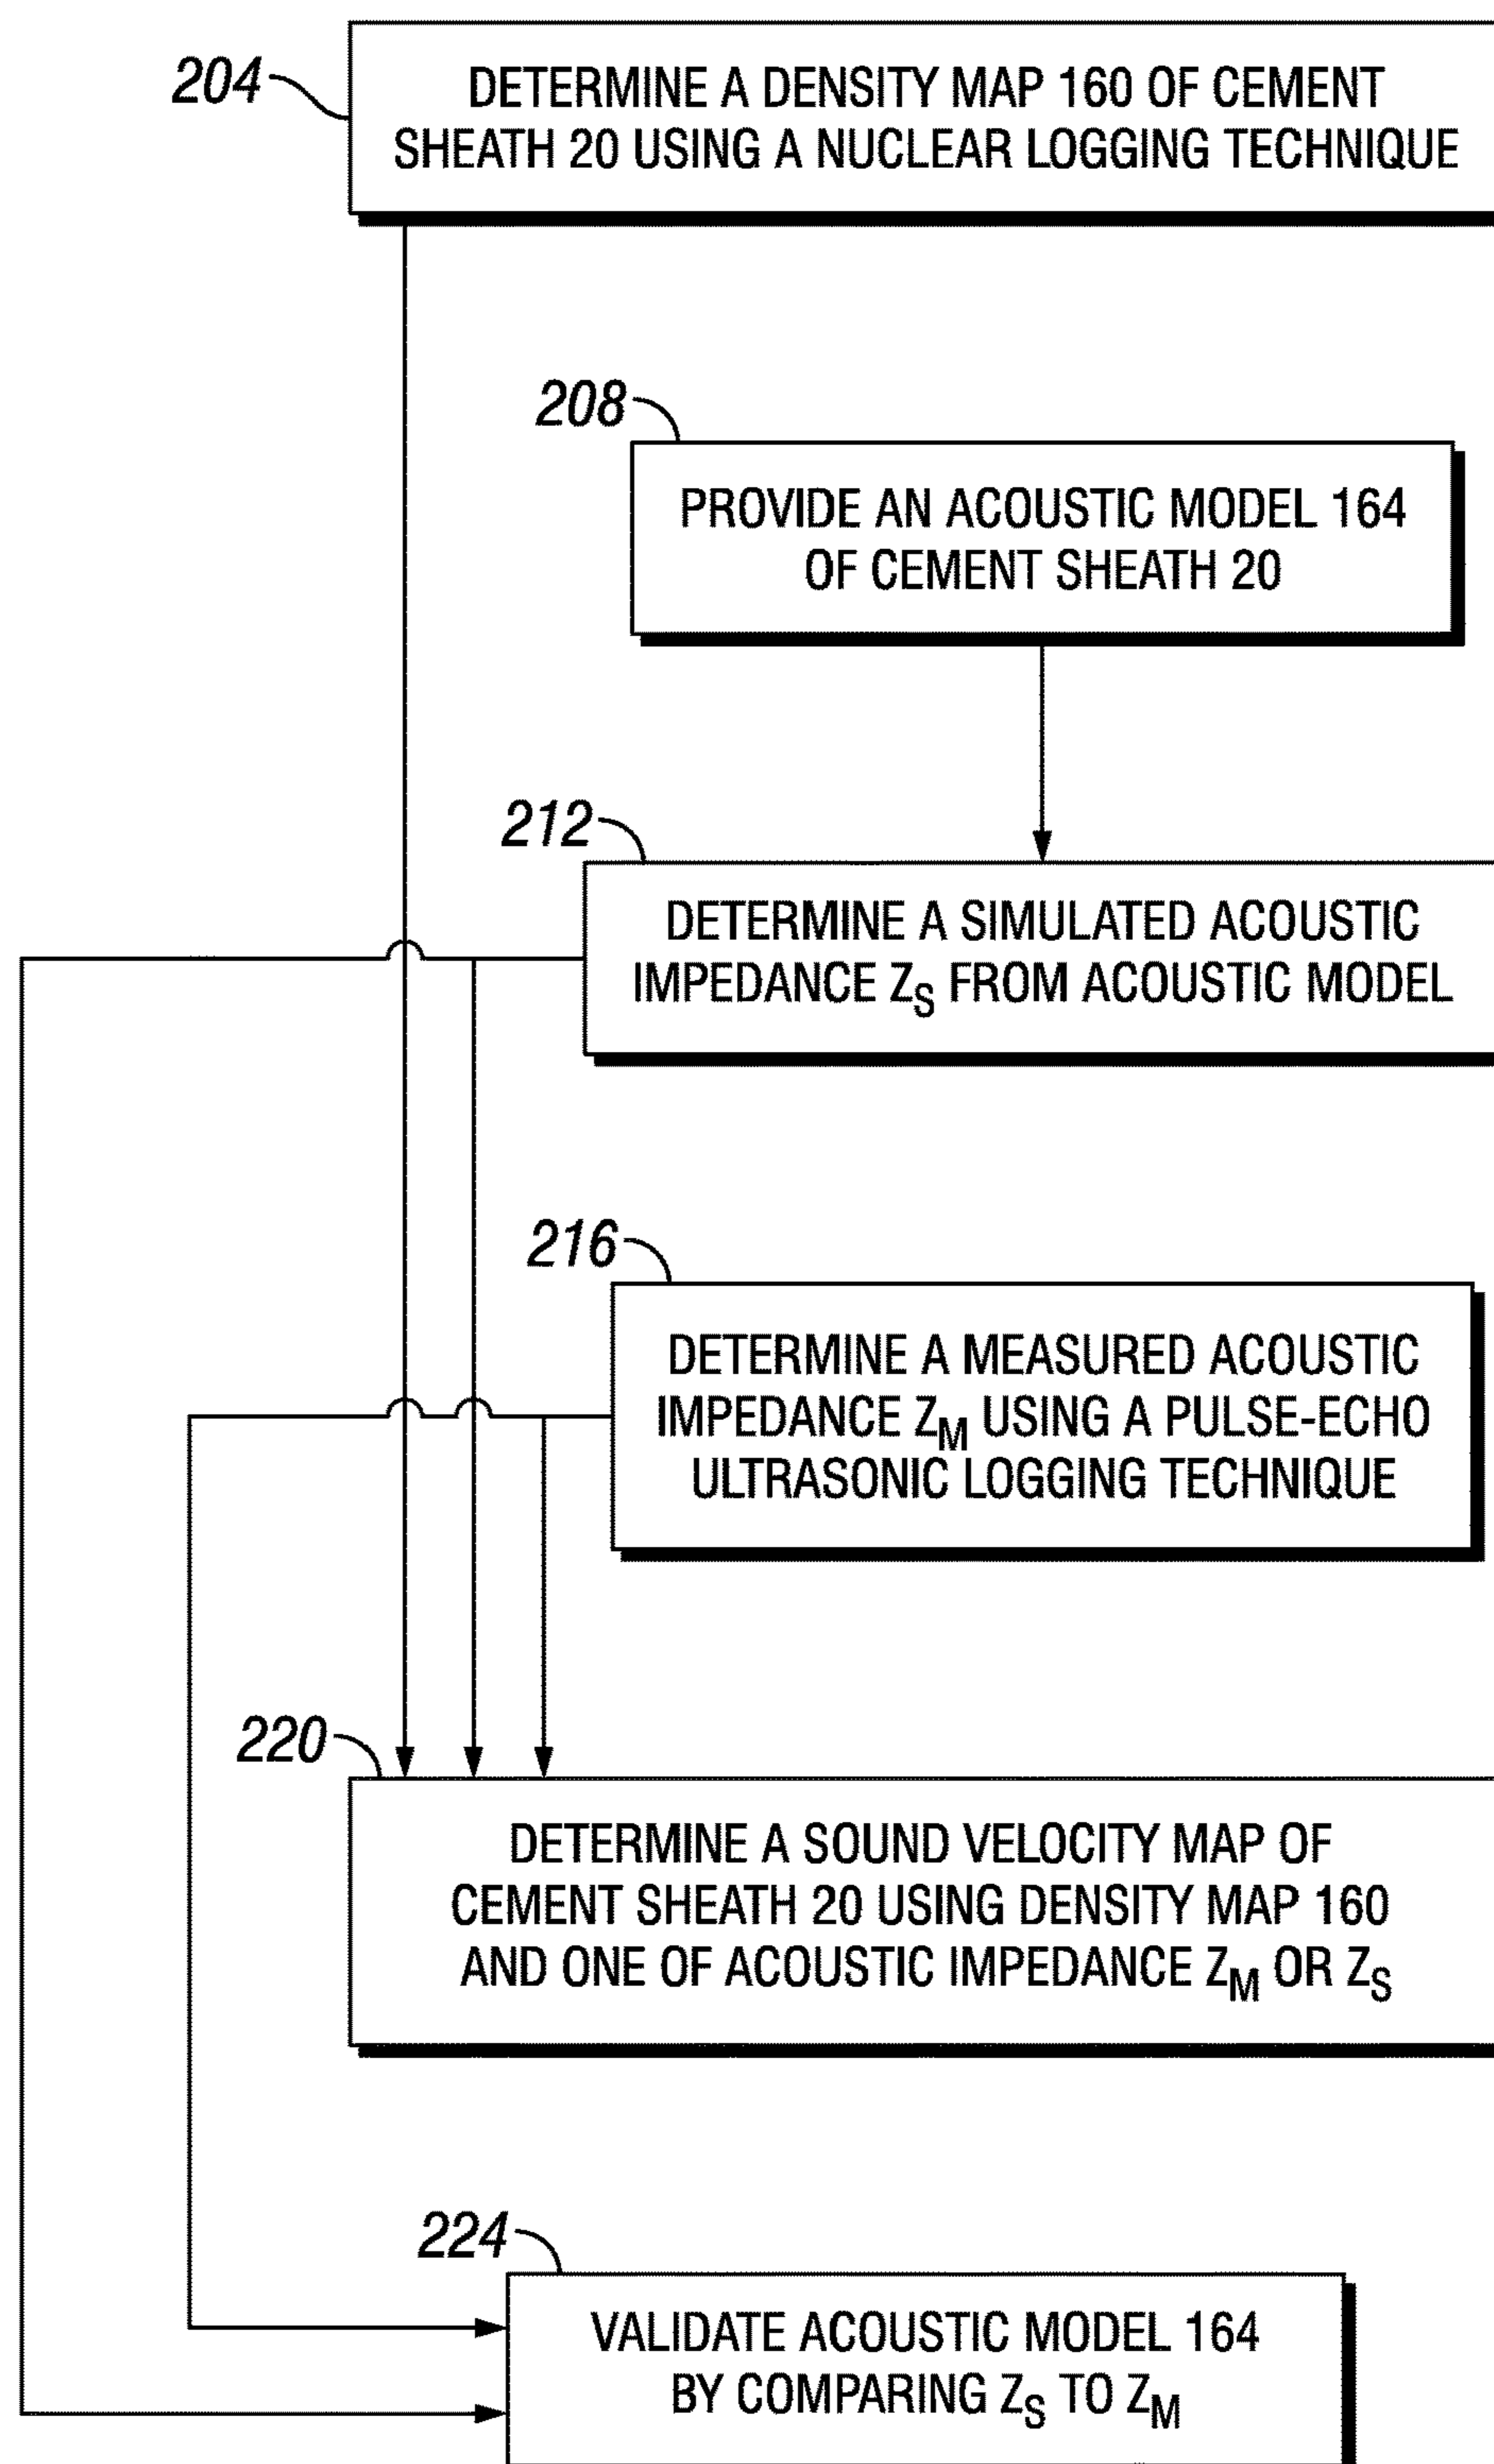 204
DETERMINE A DENSITY MAP 160 OF CEMENT
SHEATH 20 USING A NUCLEAR LOGGING TECHNIQUE
208
PROVIDE AN ACOUSTIC MODEL 164
OF CEMENT SHEATH 20
212
DETERMINE A SIMULATED ACOUSTIC
IMPEDANCE ZS FROM ACOUSTIC MODEL
216
DETERMINE A MEASURED ACOUSTIC
IMPEDANCE ZM USING A PULSE-ECHO
ULTRASONIC LOGGING TECHNIQUE
220
DETERMINE A SOUND VELOCITY MAP OF
CEMENT SHEATH 20 USING DENSITY MAP 160
AND ONE OF ACOUSTIC IMPEDANCE ZM OR ZS
224
VALIDATE ACOUSTIC MODEL 164
BY COMPARING ZS TO ZM